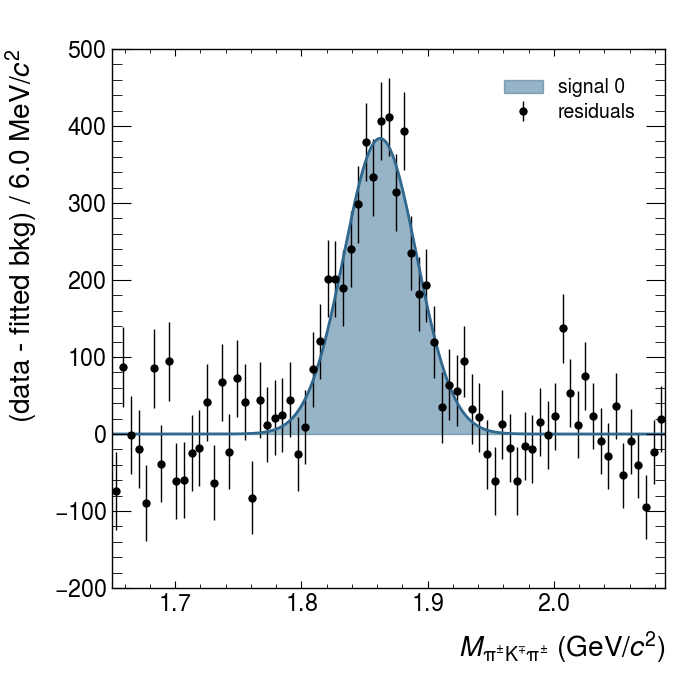 (data - fitted bkg) / 6.0 MeV/c²
500
400
300
200
100
0
−100
−200
signal 0
residuals
1.7 1.8 1.9 2.0
M_{π±K∓π±} (GeV/c²)